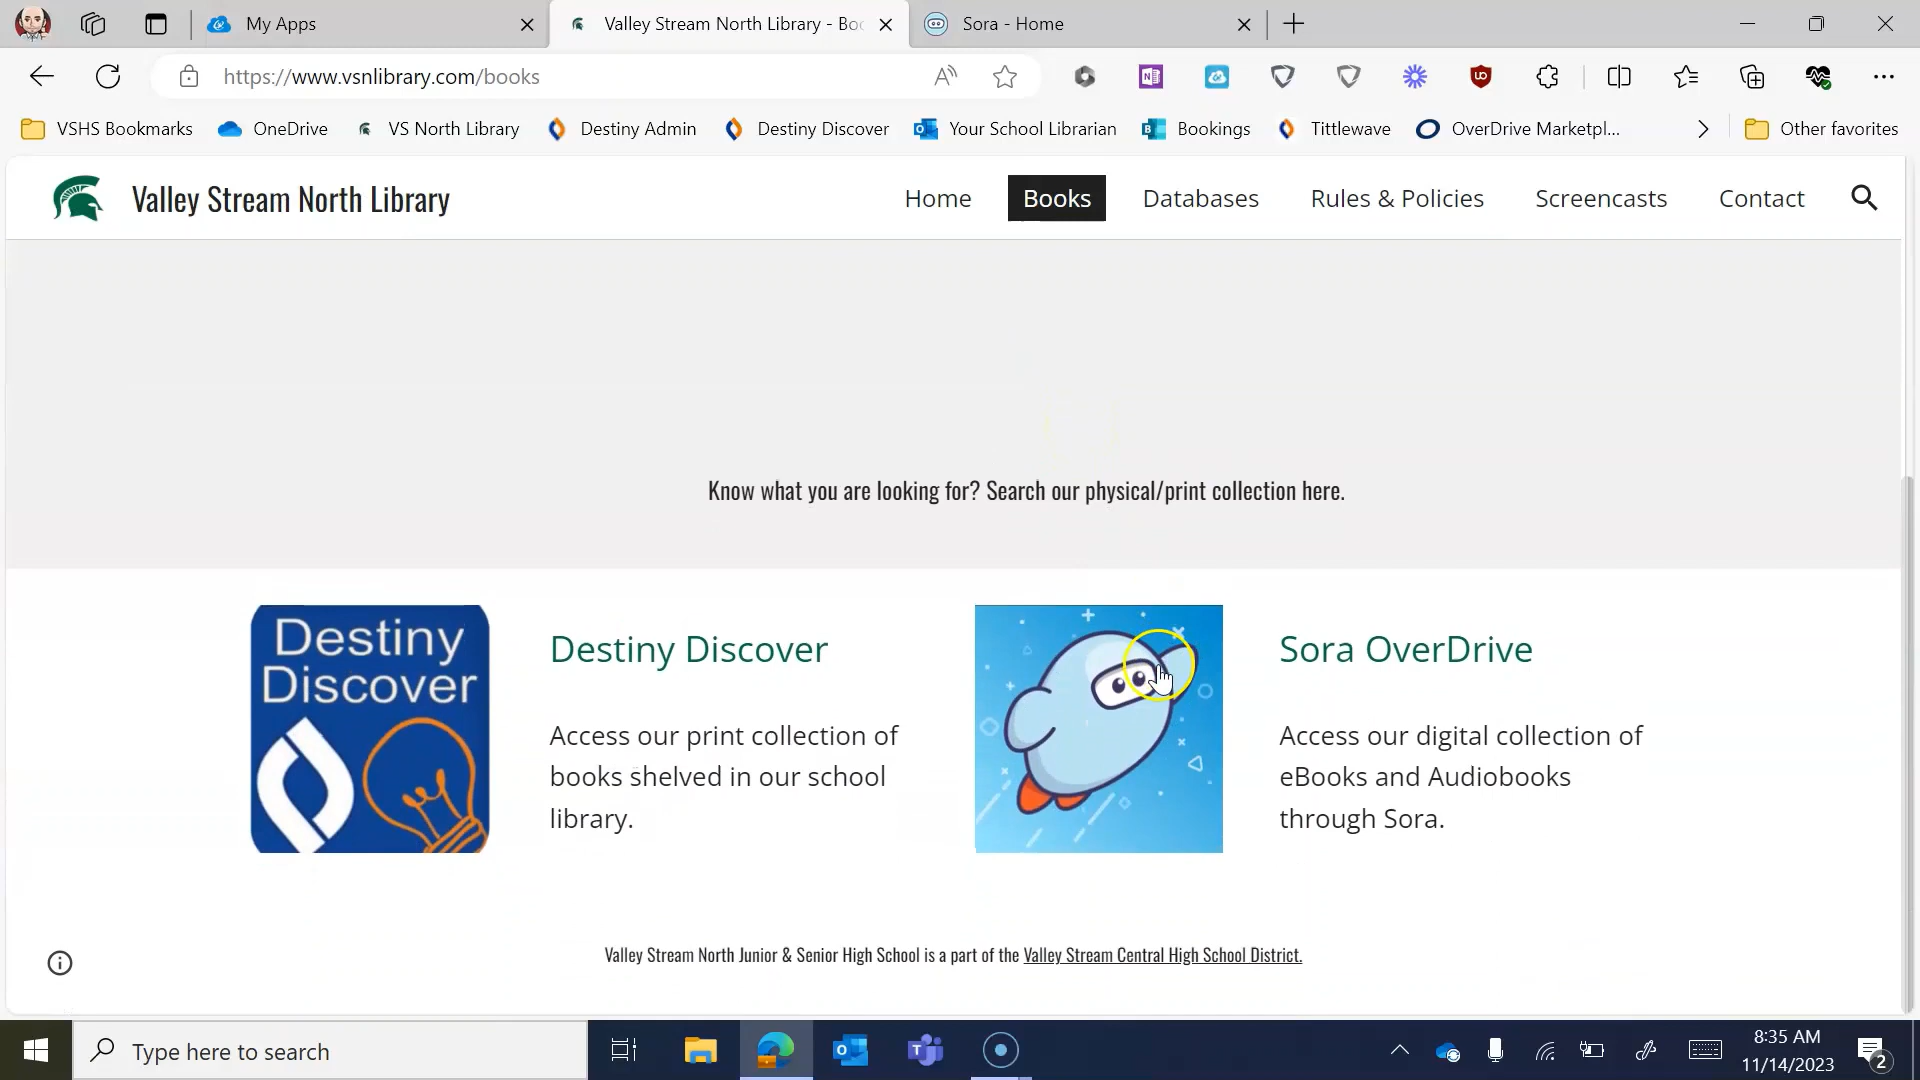 My Apps
Valley Stream North Library - Boo
Sora - Home
https://www.vsnlibrary.com/books
VSHS Bookmarks
OneDrive
VS North Library
Destiny Admin
Destiny Discover
Your School Librarian
Bookings
Tittlewave
OverDrive Marketpl...
Other favorites
Valley Stream North Library
Home
Books
Databases
Rules & Policies
Screencasts
Contact
Know what you are looking for? Search our physical/print collection here.
Destiny
Discover
Destiny Discover
Access our print collection of
books shelved in our school
library.
Sora OverDrive
Access our digital collection of
eBooks and Audiobooks
through Sora.
Valley Stream North Junior & Senior High School is a part of the Valley Stream Central High School District.
Type here to search
8:35 AM
11/14/2023
2